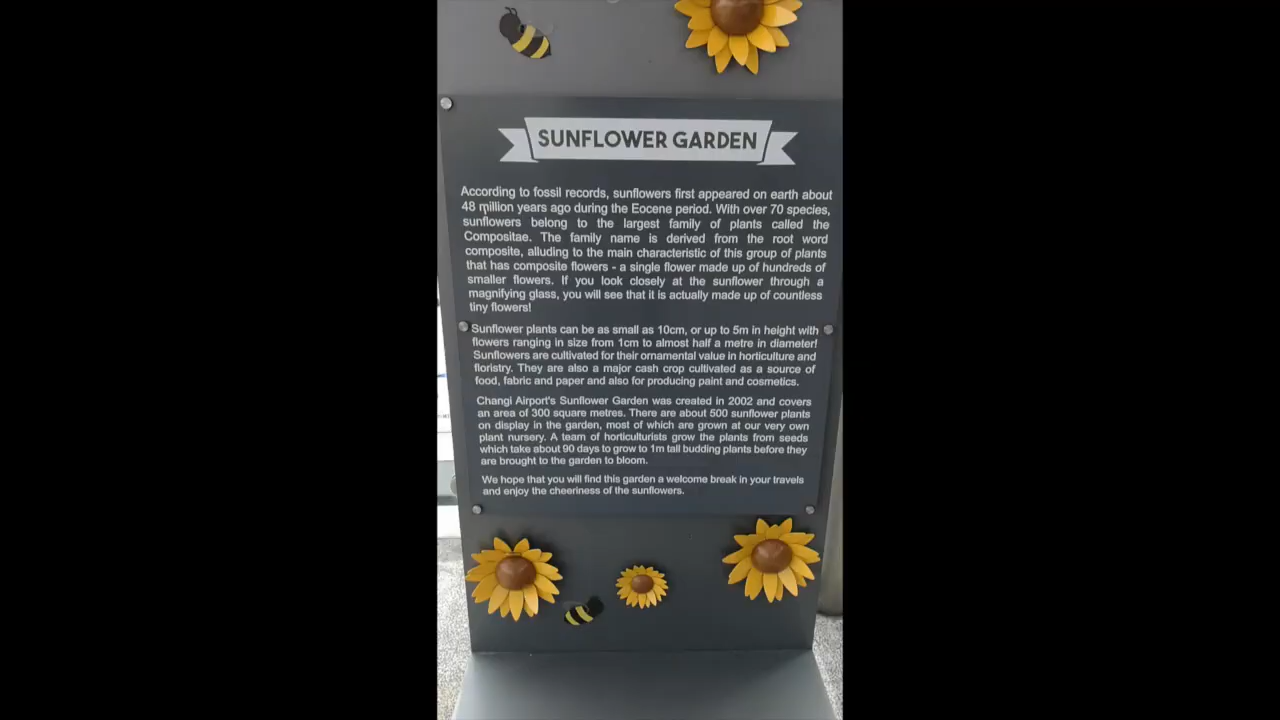 SUNFLOWER GARDEN
According to fossil records, sunflowers first appeared on earth about
48 million years ago during the Eocene period. With over 70 species,
sunflowers belong to the largest family of plants called the
Compositae. The family name is derived from the root word
composite, alluding to the main characteristic of this group of plants
that has composite flowers - a single flower made up of hundreds of
smaller flowers. If you look closely at the sunflower through a
magnifying glass, you will see that it is actually made up of countless
tiny flowers!
Sunflower plants can be as small as 10cm, or up to 5m in height with
flowers ranging in size from 1cm to almost half a metre in diameter!
Sunflowers are cultivated for their ornamental value in horticulture and
floristry. They are also a major cash crop cultivated as a source of
food, fabric and paper and also for producing paint and cosmetics.
Changi Airport's Sunflower Garden was created in 2002 and covers
an area of 300 square metres. There are about 500 sunflower plants
on display in the garden, most of which are grown at our very own
plant nursery. A team of horticulturists grow the plants from seeds
which take about 90 days to grow to 1m tall budding plants before they
are brought to the garden to bloom.
We hope that you will find this garden a welcome break in your travels
and enjoy the cheeriness of the sunflowers.